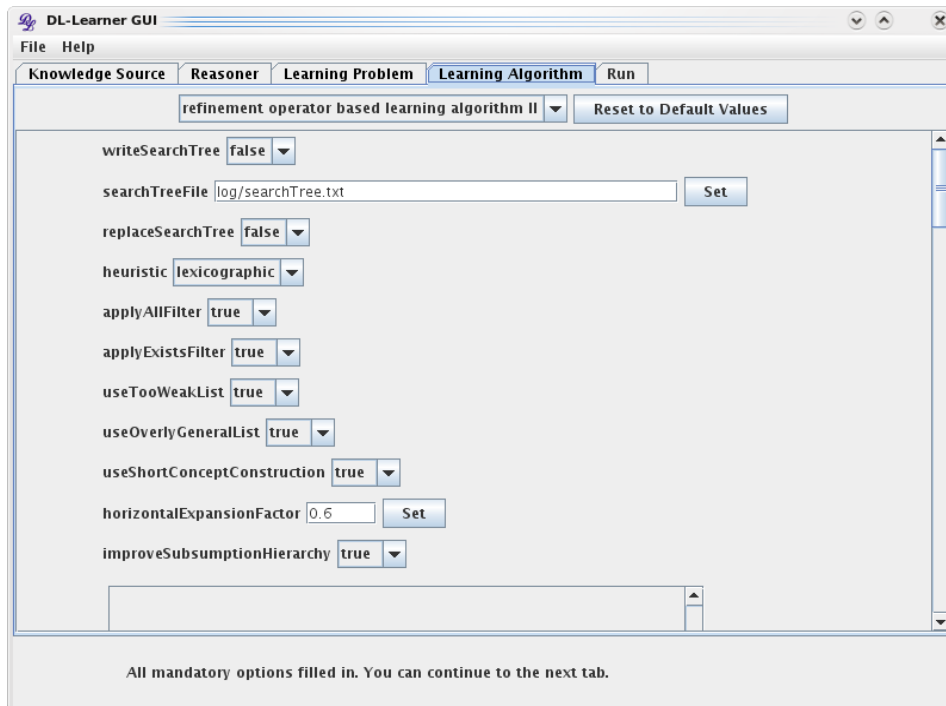 DL-Learner GUI
File Help
Knowledge Source Reasoner Learning Problem Learning Algorithm Run
refinement operator based learning algorithm II Reset to Default Values
writeSearchTree false
searchTreeFile log/searchTree.txt Set
replaceSearchTree false
heuristic lexicographic
applyAllFilter true
applyExistsFilter true
useTooWeakList true
useOverlyGeneralList true
useShortConceptConstruction true
horizontalExpansionFactor 0.6 Set
improveSubsumptionHierarchy true
All mandatory options filled in. You can continue to the next tab.